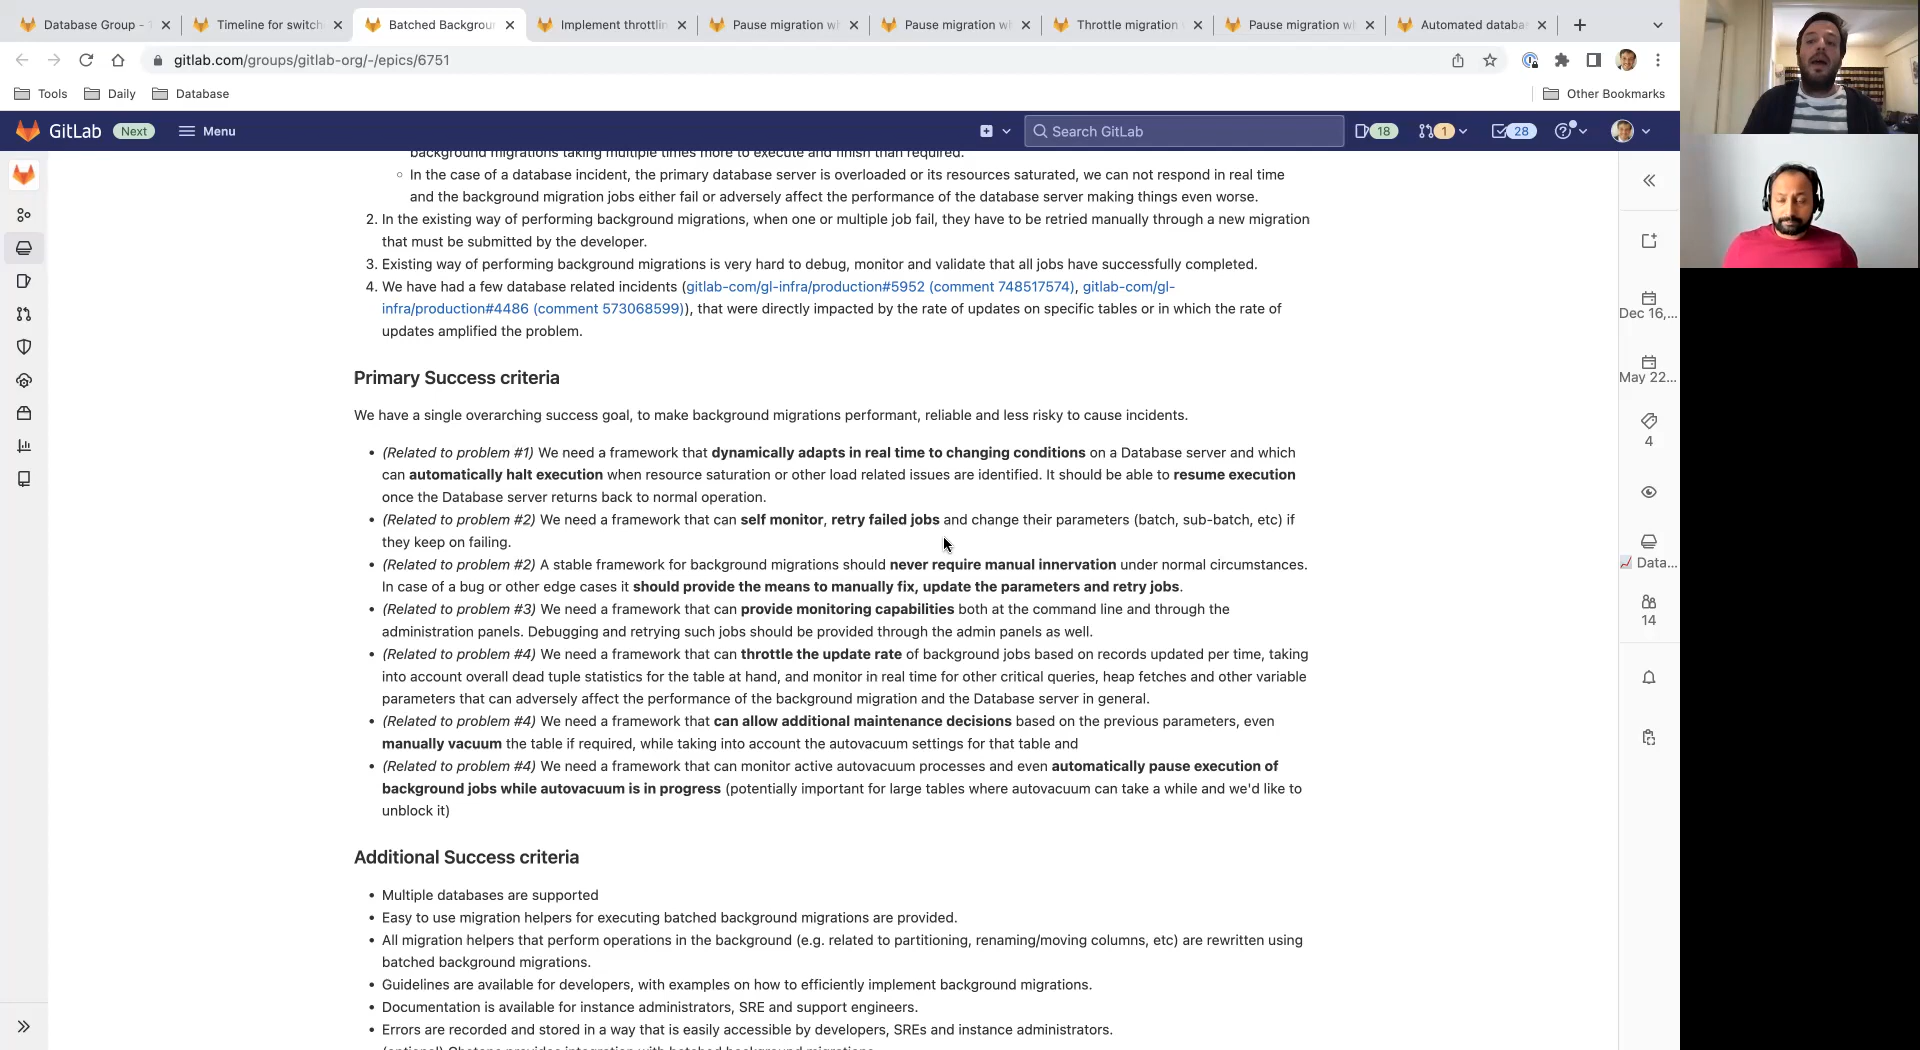 Database Group -
Timeline for switch
Batched Backgrou
Implement throttlin
Pause migration w
Pause migration w
Throttle migration
Pause migration w
Automated databa
gitlab.com/groups/gitlab-org/-/epics/6751
Tools
Daily
Database
Other Bookmarks
GitLab
Next
Menu
Search GitLab
18
1
28
background migrations taking multiple times more to execute and finish than required.
In the case of a database incident, the primary database server is overloaded or its resources saturated, we can not respond in real time
and the background migration jobs either fail or adversely affect the performance of the database server making things even worse.
2. In the existing way of performing background migrations, when one or multiple job fail, they have to be retried manually through a new migration
that must be submitted by the developer.
3. Existing way of performing background migrations is very hard to debug, monitor and validate that all jobs have successfully completed.
4. We have had a few database related incidents (gitlab-com/gl-infra/production#5952 (comment 748517574), gitlab-com/gl-
infra/production#4486 (comment 573068599)), that were directly impacted by the rate of updates on specific tables or in which the rate of
updates amplified the problem.
Primary Success criteria
We have a single overarching success goal, to make background migrations performant, reliable and less risky to cause incidents.
• (Related to problem #1) We need a framework that dynamically adapts in real time to changing conditions on a Database server and which
can automatically halt execution when resource saturation or other load related issues are identified. It should be able to resume execution
once the Database server returns back to normal operation.
• (Related to problem #2) We need a framework that can self monitor, retry failed jobs and change their parameters (batch, sub-batch, etc) if
they keep on failing.
• (Related to problem #2) A stable framework for background migrations should never require manual innervation under normal circumstances.
In case of a bug or other edge cases it should provide the means to manually fix, update the parameters and retry jobs.
• (Related to problem #3) We need a framework that can provide monitoring capabilities both at the command line and through the
administration panels. Debugging and retrying such jobs should be provided through the admin panels as well.
• (Related to problem #4) We need a framework that can throttle the update rate of background jobs based on records updated per time, taking
into account overall dead tuple statistics for the table at hand, and monitor in real time for other critical queries, heap fetches and other variable
parameters that can adversely affect the performance of the background migration and the Database server in general.
• (Related to problem #4) We need a framework that can allow additional maintenance decisions based on the previous parameters, even
manually vacuum the table if required, while taking into account the autovacuum settings for that table and
• (Related to problem #4) We need a framework that can monitor active autovacuum processes and even automatically pause execution of
background jobs while autovacuum is in progress (potentially important for large tables where autovacuum can take a while and we'd like to
unblock it)
Additional Success criteria
• Multiple databases are supported
• Easy to use migration helpers for executing batched background migrations are provided.
• All migration helpers that perform operations in the background (e.g. related to partitioning, renaming/moving columns, etc) are rewritten using
batched background migrations.
• Guidelines are available for developers, with examples on how to efficiently implement background migrations.
• Documentation is available for instance administrators, SRE and support engineers.
• Errors are recorded and stored in a way that is easily accessible by developers, SREs and instance administrators.
Dec 16,...
May 22...
4
Data...
14